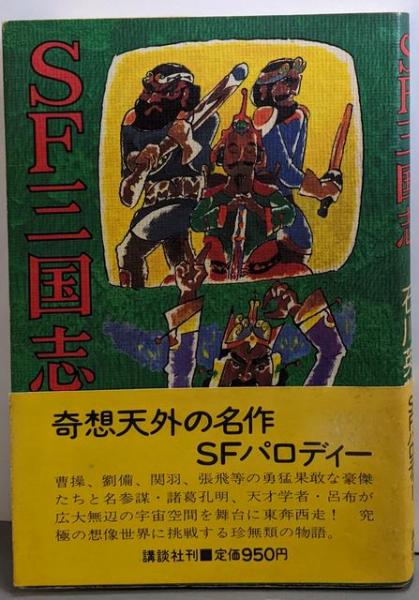 SF三国志
奇想天外の名作
SFパロディー
曹操、劉備、関羽、張飛等の勇猛果敢な豪傑
たちと名参謀・諸葛孔明、天才学者・呂布が
広大無辺の宇宙空間を舞台に東奔西走! 究
極の想像世界に挑戦する珍無類の物語。
講談社刊■定価950円
SF三国志
石川